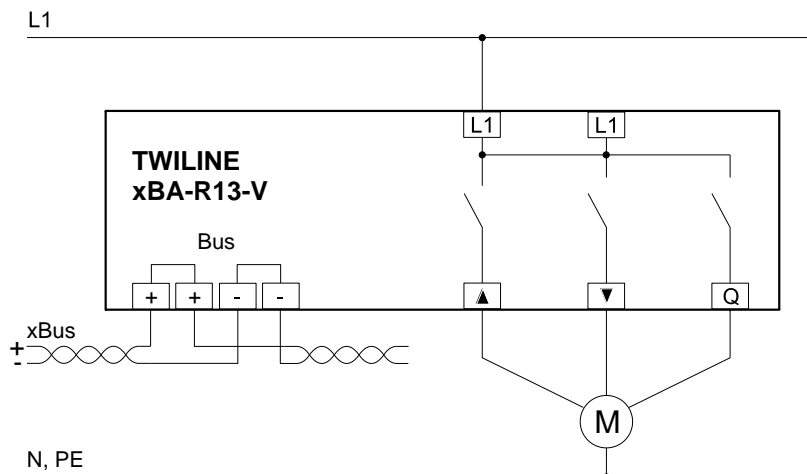 L1
L1 L1
TWILINE
xBA-R13-V
Bus
+ + - - ▲ ▼ Q
xBus
+
-
M
N, PE